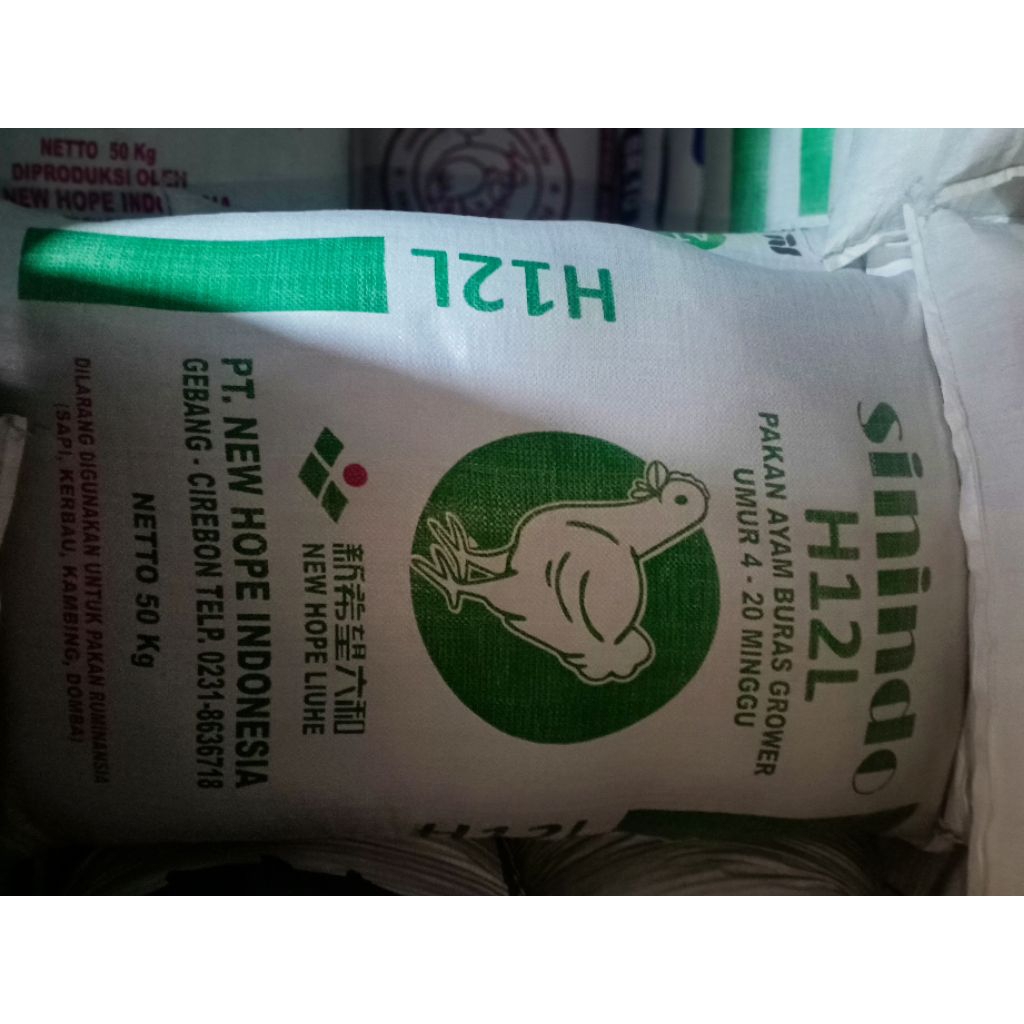 sinindo
H12L
PAKAN AYAM BURAS GROWER
UMUR 4 - 20 MINGGU
新希望六和
NEW HOPE LIUHE
PT. NEW HOPE INDONESIA
GEBANG - CIREBON TELP. 0231-8636718
NETTO 50 Kg
DILARANG DIGUNAKAN UNTUK PAKAN RUMINANSIA
(SAPI, KERBAU, KAMBING, DOMBA)
H12L
H12L
NETTO 50 Kg
DIPRODUKSI OLEH
NEW HOPE